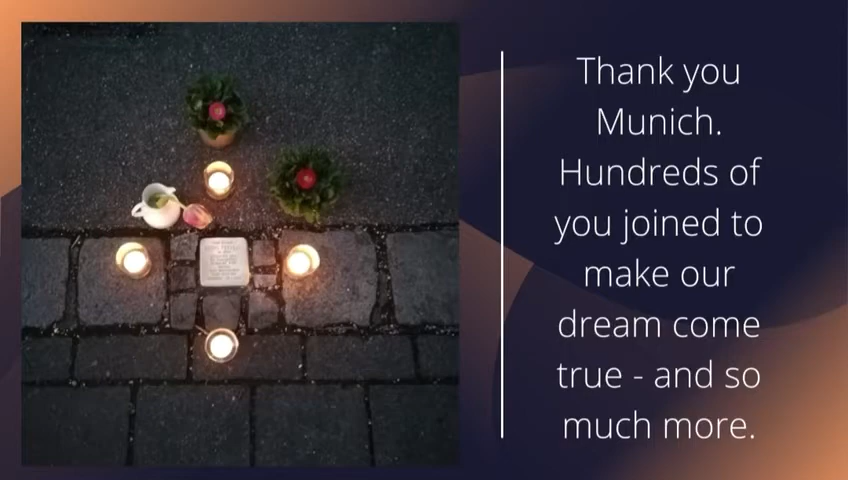 Thank you
Munich.
Hundreds of
you joined to
make our
dream come
true - and so
much more.